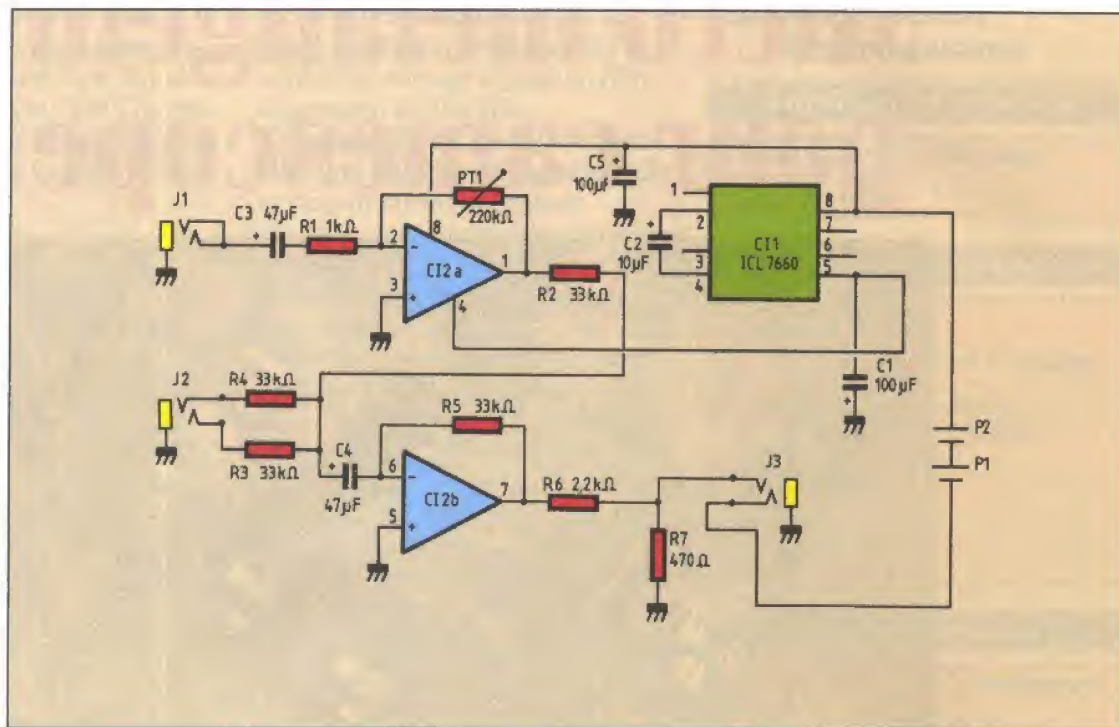 J1
C3 47µF
R1 1kΩ
PT1
220kΩ
2
3
8
1
4
CI2a
R2 33kΩ
C5
100µF
1
2
3
4
8
7
6
5
CI1
ICL7660
C2
10µF
C1
100µF
J2
R4 33kΩ
R3 33kΩ
C4
47µF
R5 33kΩ
6
5
7
CI2b
R6 2,2kΩ
R7
470Ω
J3
P2
P1